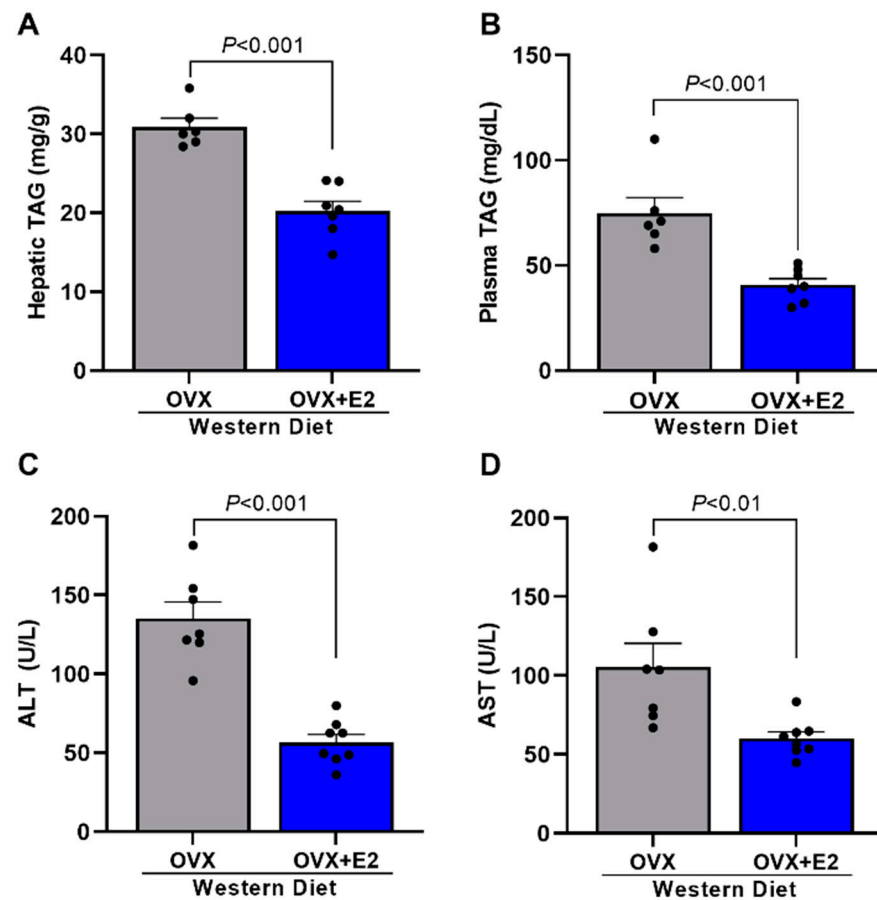 A
P<0.001
Hepatic TAG (mg/g)
40
30
20
10
0
OVX
OVX+E2
Western Diet
B
P<0.001
Plasma TAG (mg/dL)
150
100
50
0
OVX
OVX+E2
Western Diet
C
P<0.001
ALT (U/L)
200
150
100
50
0
OVX
OVX+E2
Western Diet
D
P<0.01
AST (U/L)
200
150
100
50
0
OVX
OVX+E2
Western Diet